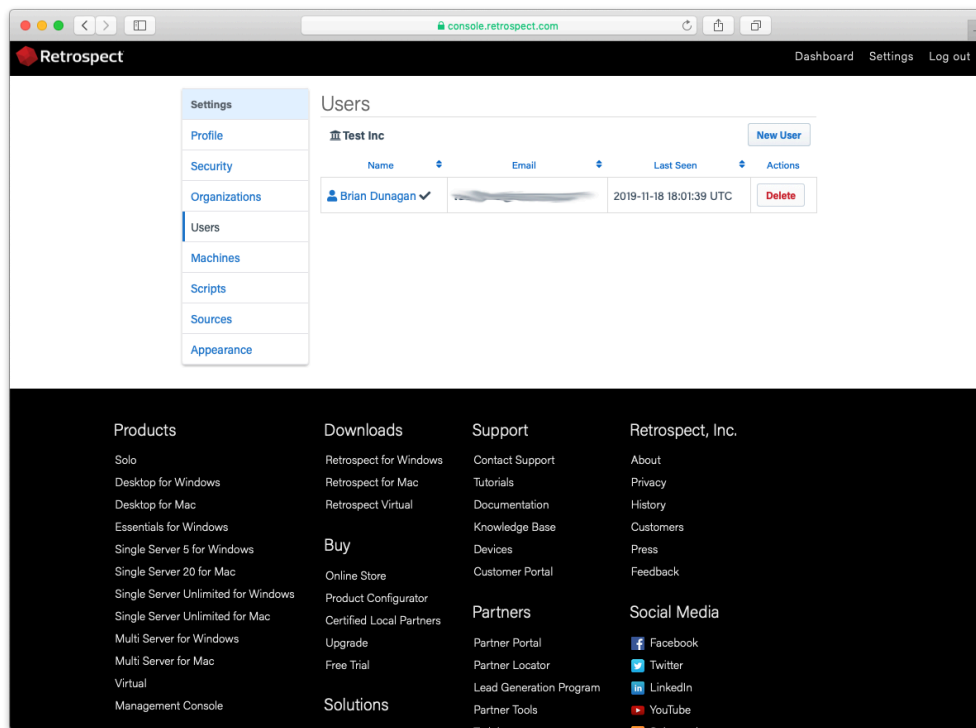 console.retrospect.com
Retrospect
Dashboard Settings Log out
Settings
Profile
Security
Organizations
Users
Machines
Scripts
Sources
Appearance
Users
Test Inc
New User
Name Email Last Seen Actions
Brian Dunagan 2019-11-18 18:01:39 UTC Delete
Products
Solo
Desktop for Windows
Desktop for Mac
Essentials for Windows
Single Server 5 for Windows
Single Server 20 for Mac
Single Server Unlimited for Windows
Single Server Unlimited for Mac
Multi Server for Windows
Multi Server for Mac
Virtual
Management Console
Downloads
Retrospect for Windows
Retrospect for Mac
Retrospect Virtual
Buy
Online Store
Product Configurator
Certified Local Partners
Upgrade
Free Trial
Solutions
Support
Contact Support
Tutorials
Documentation
Knowledge Base
Devices
Customer Portal
Partners
Partner Portal
Partner Locator
Lead Generation Program
Partner Tools
Retrospect, Inc.
About
Privacy
History
Customers
Press
Feedback
Social Media
Facebook
Twitter
LinkedIn
YouTube